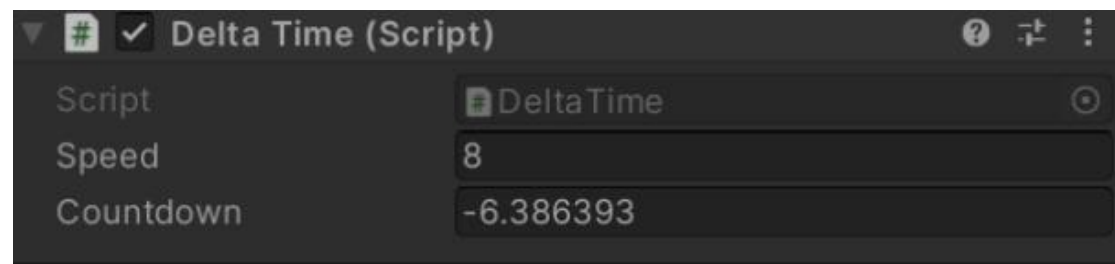 # Delta Time (Script)
Script # DeltaTime
Speed 8
Countdown -6.386393